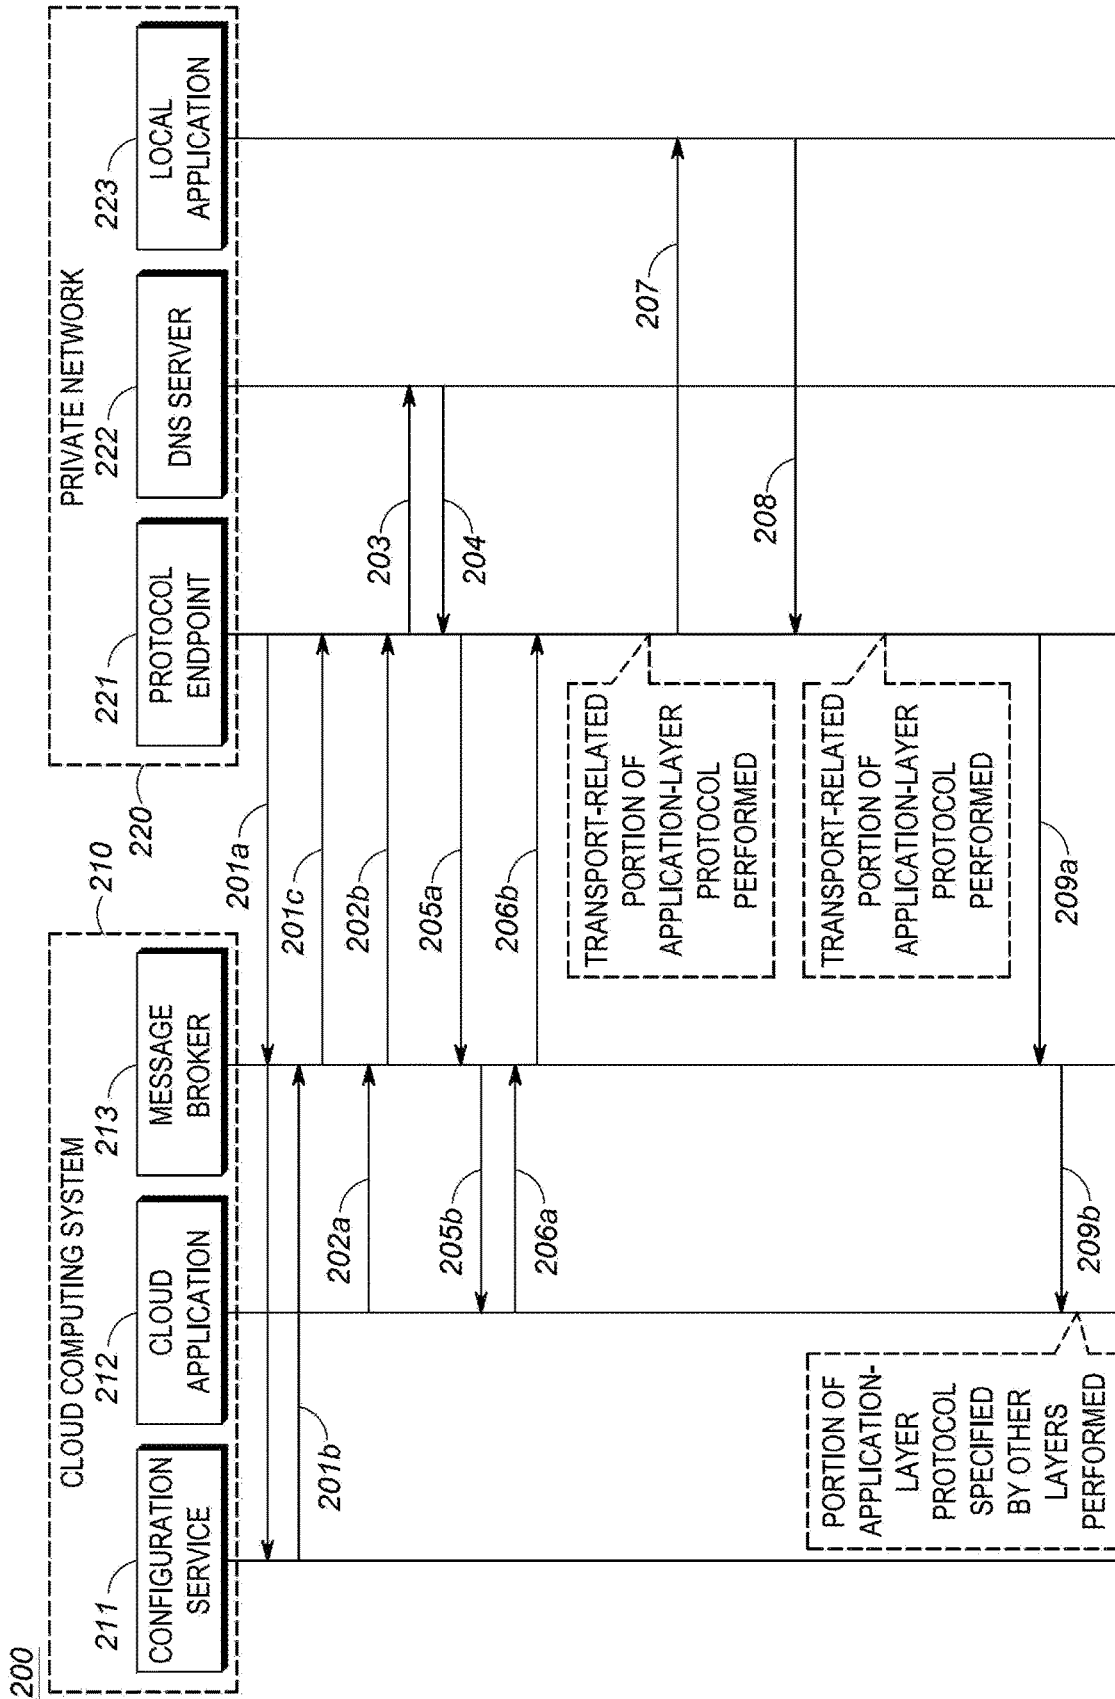 200
CLOUD COMPUTING SYSTEM
210
PRIVATE NETWORK
220
211
212
213
221
222
223
CONFIGURATION
SERVICE
CLOUD
APPLICATION
MESSAGE
BROKER
PROTOCOL
ENDPOINT
DNS SERVER
LOCAL
APPLICATION
201a
201b
201c
202a
202b
203
204
205a
205b
206a
206b
TRANSPORT-RELATED
PORTION OF
APPLICATION-LAYER
PROTOCOL
PERFORMED
207
208
TRANSPORT-RELATED
PORTION OF
APPLICATION-LAYER
PROTOCOL
PERFORMED
209a
209b
PORTION OF
APPLICATION-
LAYER
PROTOCOL
SPECIFIED
BY OTHER
LAYERS
PERFORMED